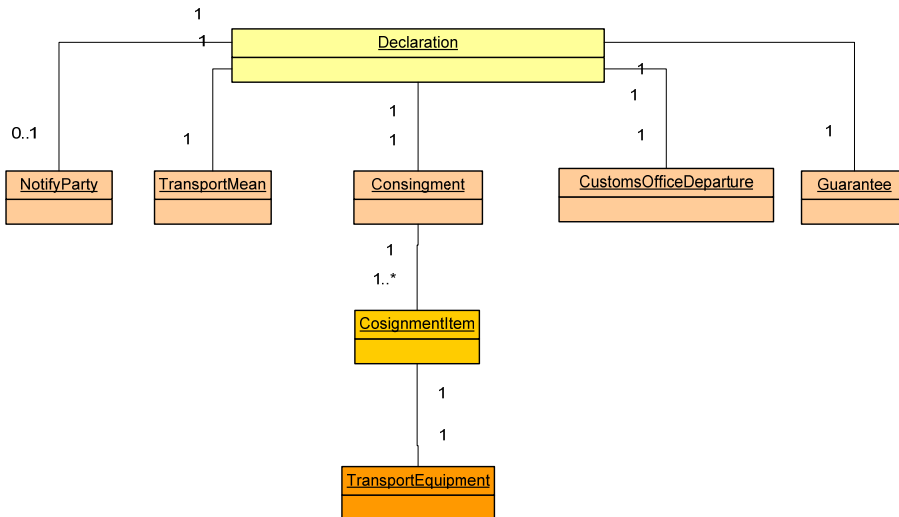 1
1
Declaration
1
1
1
1
0..1
1
1
1
1
NotifyParty
TransportMean
Consingment
CustomsOfficeDeparture
Guarantee
1
1..*
CosignmentItem
1
1
TransportEquipment